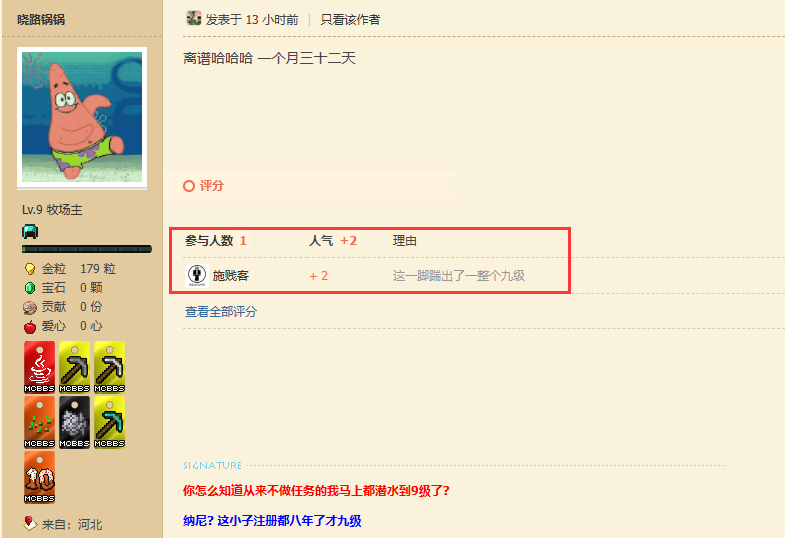 晓路锅锅
发表于 13 小时前 | 只看该作者
离谱哈哈哈 一个月三十二天
评分
Lv.9 牧场主
参与人数 1 人气 +2 理由
施贱客 + 2 这一脚踹出了一整个九级
查看全部评分
金粒 179 粒
宝石 0 颗
贡献 0 份
爱心 0 心
MCBBS MCBBS MCBBS
MCBBS MCBBS MCBBS
10
MCBBS
来自: 河北
SIGNATURE
你怎么知道从来不做任务的我马上都潜水到9级了?
纳尼? 这小子注册都八年了才九级